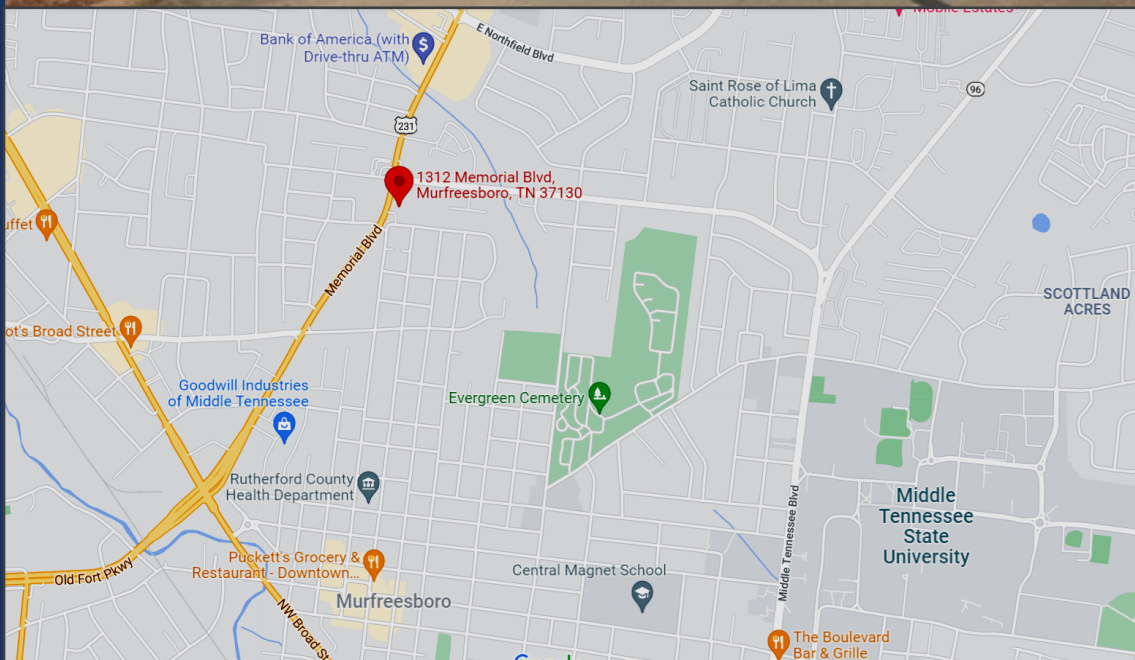 Mobile Estates
E Northfield Blvd
Bank of America (with
Drive-thru ATM)
Saint Rose of Lima
Catholic Church
96
231
1312 Memorial Blvd,
Murfreesboro, TN 37130
uffet
Memorial Blvd
SCOTTLAND
ACRES
ot's Broad Street
Goodwill Industries
of Middle Tennessee
Evergreen Cemetery
Rutherford County
Health Department
Middle
Tennessee
State
University
Middle Tennessee Blvd
Puckett's Grocery &
Restaurant - Downtown...
Old Fort Pkwy
Central Magnet School
Murfreesboro
NW Broad St
The Boulevard
Bar & Grille